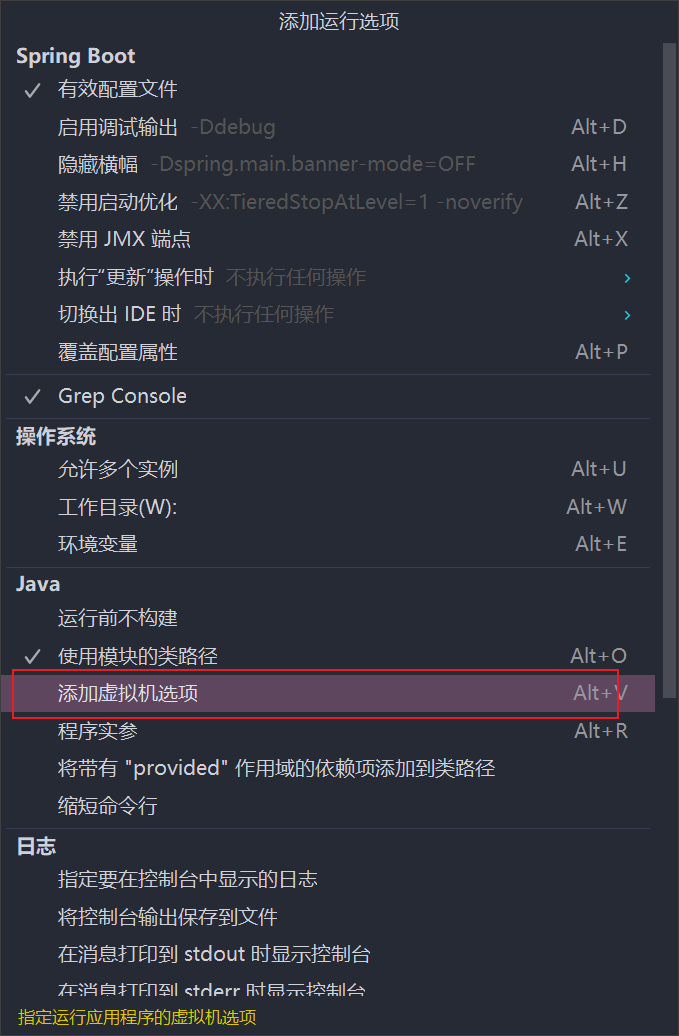 添加运行选项
Spring Boot
有效配置文件
启用调试输出 -Ddebug Alt+D
隐藏横幅 -Dspring.main.banner-mode=OFF Alt+H
禁用启动优化 -XX:TieredStopAtLevel=1 -noverify Alt+Z
禁用 JMX 端点 Alt+X
执行“更新”操作时 不执行任何操作
切换出 IDE 时 不执行任何操作
覆盖配置属性 Alt+P
Grep Console
操作系统
允许多个实例 Alt+U
工作目录(W): Alt+W
环境变量 Alt+E
Java
运行前不构建
使用模块的类路径 Alt+O
添加虚拟机选项 Alt+V
程序实参 Alt+R
将带有 "provided" 作用域的依赖项添加到类路径
缩短命令行
日志
指定要在控制台中显示的日志
将控制台输出保存到文件
在消息打印到 stdout 时显示控制台
在消息打印到 stderr 时显示控制台
指定运行应用程序的虚拟机选项